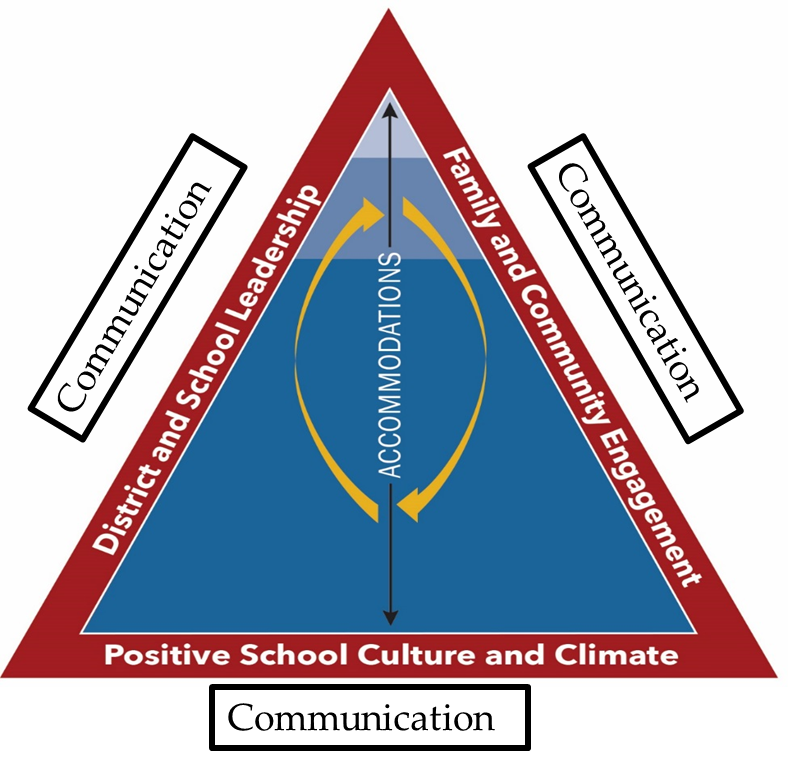 Communication
Communication
District and School Leadership
Family and Community Engagement
ACCOMMODATIONS
Positive School Culture and Climate
Communication